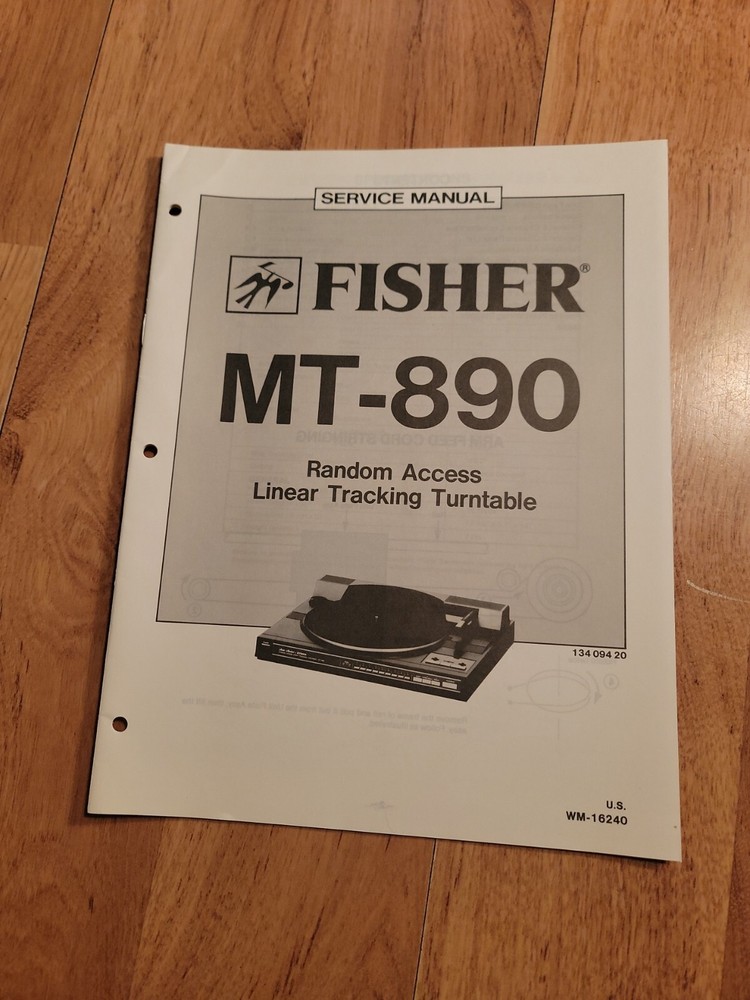 SERVICE MANUAL
FISHER®
MT-890
Random Access
Linear Tracking Turntable
134 094 20
U.S.
WM-16240